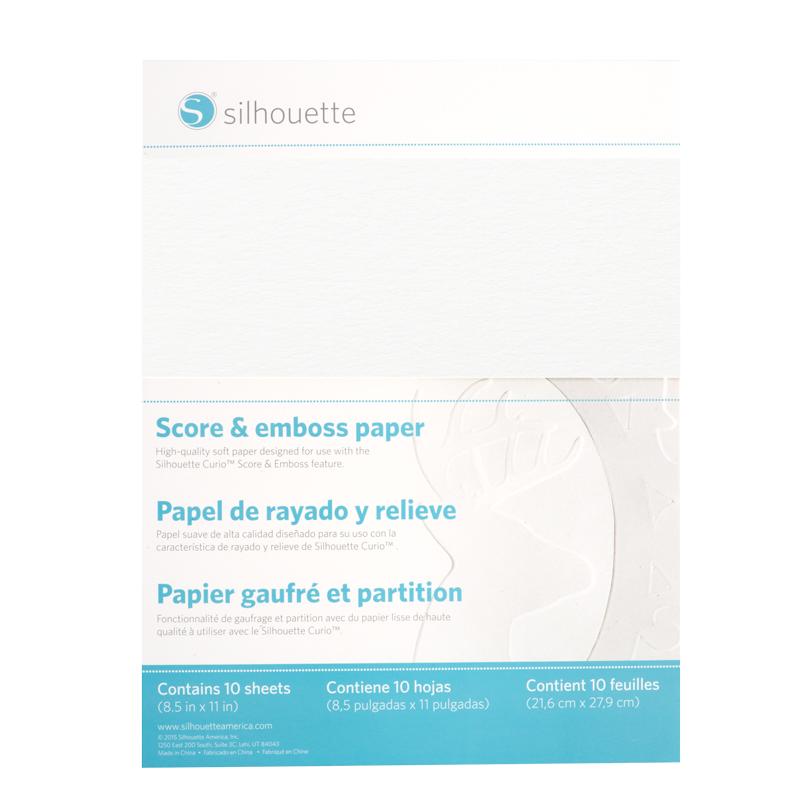 S®
silhouette
Score & emboss paper
High-quality soft paper designed for use with the
Silhouette Curio™ Score & Emboss feature.
Papel de rayado y relieve
Papel suave de alta calidad diseñado para su uso con la
característica de rayado y relieve de Silhouette Curio™ .
Papier gaufré et partition
Fonctionnalité de gaufrage et partition avec du papier lisse de haute
qualité à utiliser avec le Silhouette Curio™.
Contains 10 sheets
(8.5 in x 11 in)
Contiene 10 hojas
(8,5 pulgadas x 11 pulgadas)
Contient 10 feuilles
(21,6 cm x 27,9 cm)
www.silhouetteamerica.com
© 2015 Silhouette America, Inc.
1250 East 200 South, Suite 3C, Lehi, UT 84043
Made in China • Fabricado en China • Fabriqué en Chine